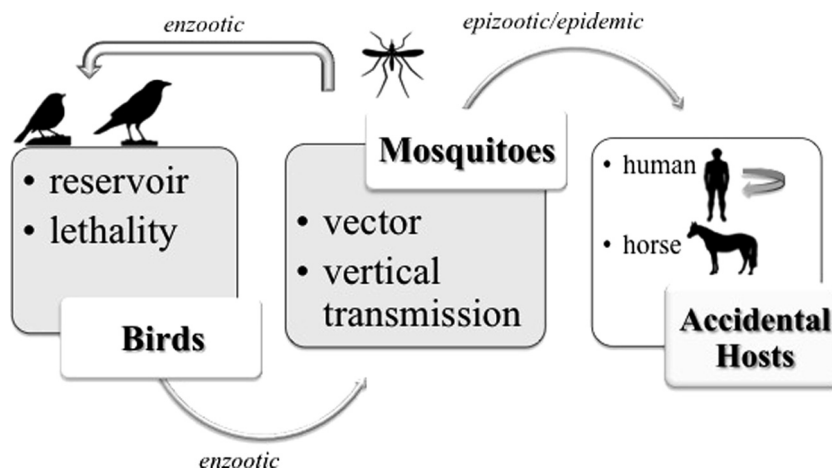 enzootic
epizootic/epidemic
• reservoir
• lethality
Birds
Mosquitoes
• vector
• vertical
transmission
• human
• horse
Accidental
Hosts
enzootic